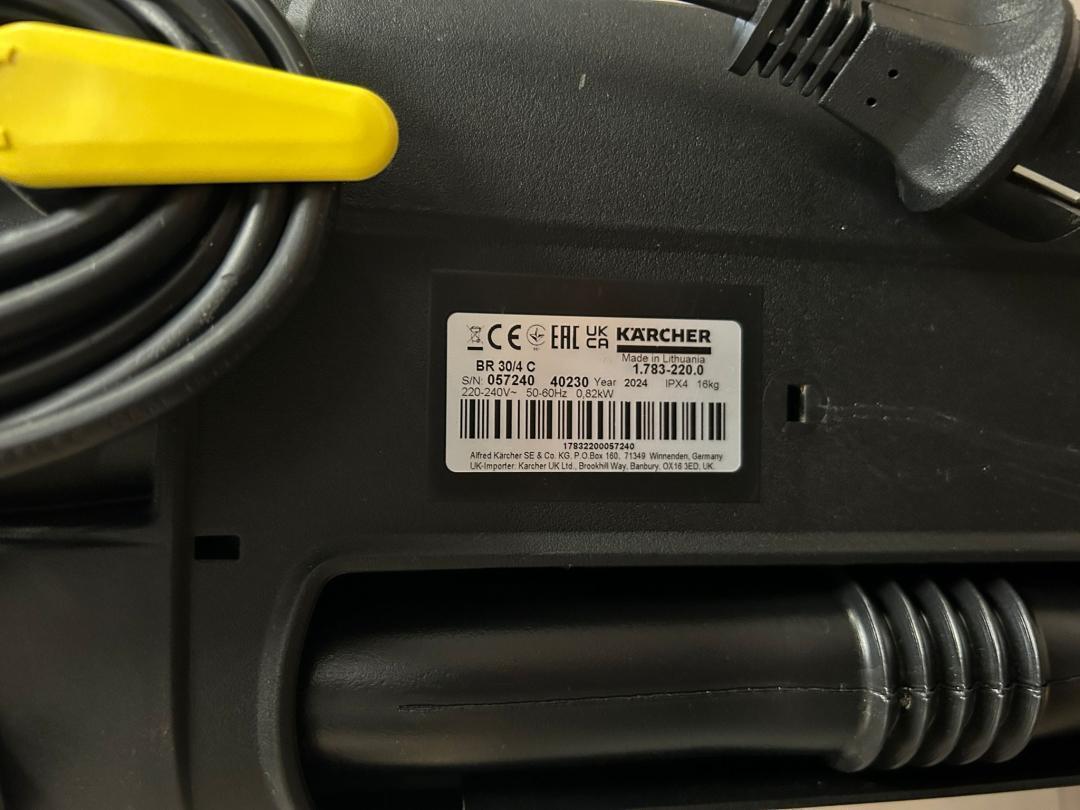 CE EAC UK CA KÄRCHER
Made in Lithuania
BR 30/4 C 1.783-220.0
S/N: 057240 40230 Year 2024 IPX4 16kg
220-240V~ 50-60Hz 0,82kW
17832200057240
Alfred Kärcher SE & Co. KG, P.O.Box 160, 71349 Winnenden, Germany
UK-Importer: Karcher UK Ltd., Brookhill Way, Banbury, OX16 3ED, UK.